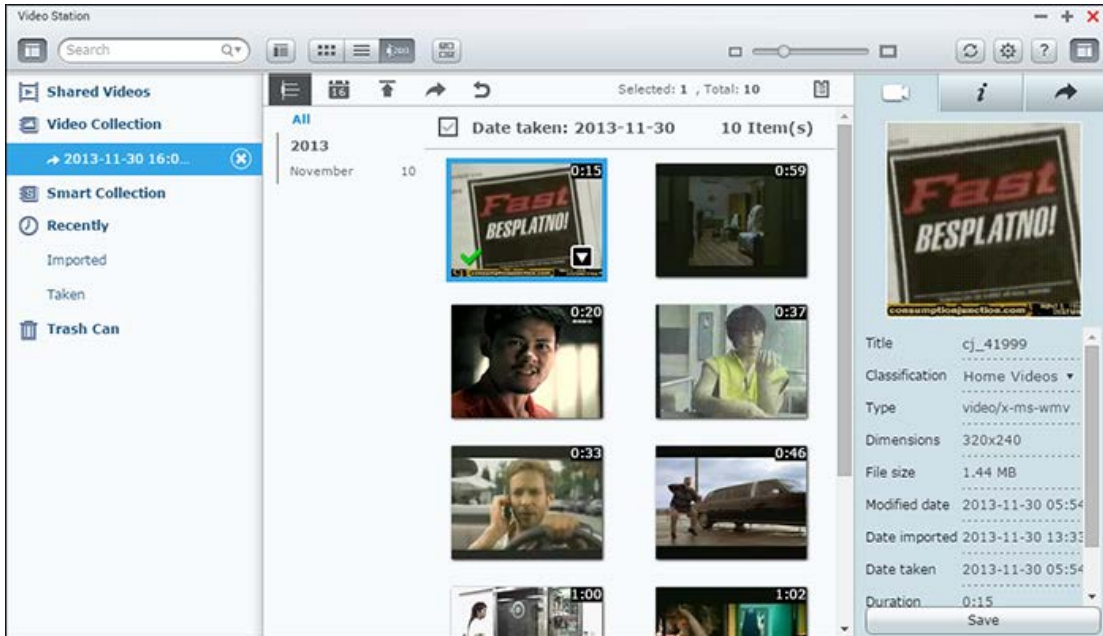 Video Station
Search
Shared Videos
Video Collection
2013-11-30 16:0...
Smart Collection
Recently
Imported
Taken
Trash Can
16
Selected: 1 , Total: 10
All
2013
November 10
Date taken: 2013-11-30 10 Item(s)
0:15
Fast
BESPLATNO!
0:59
0:20
0:37
0:33
0:46
1:00
1:02
Fast
BESPLATNO!
consumptionjunction.com
Title cj_41999
Classification Home Videos
Type video/x-ms-wmv
Dimensions 320x240
File size 1.44 MB
Modified date 2013-11-30 05:54
Date imported 2013-11-30 13:33
Date taken 2013-11-30 05:54
Duration 0:15
Save